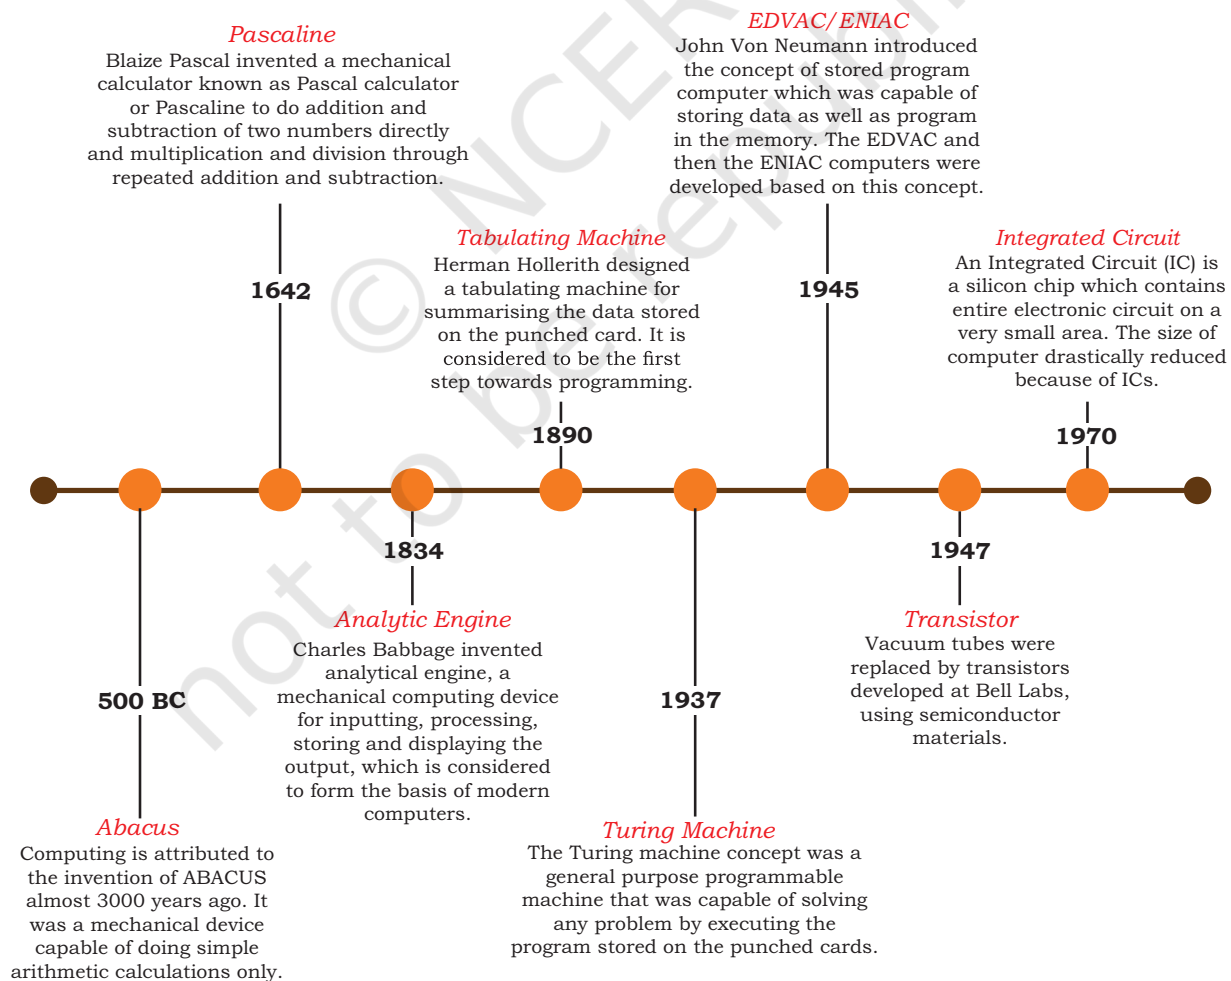 Pascaline
Blaize Pascal invented a mechanical
calculator known as Pascal calculator
or Pascaline to do addition and
subtraction of two numbers directly
and multiplication and division through
repeated addition and subtraction.
1642
Tabulating Machine
Herman Hollerith designed
a tabulating machine for
summarising the data stored
on the punched card. It is
considered to be the first
step towards programming.
1890
EDVAC/ENIAC
John Von Neumann introduced
the concept of stored program
computer which was capable of
storing data as well as program
in the memory. The EDVAC and
then the ENIAC computers were
developed based on this concept.
1945
Integrated Circuit
An Integrated Circuit (IC) is
a silicon chip which contains
entire electronic circuit on a
very small area. The size of
computer drastically reduced
because of ICs.
1970
500 BC
Abacus
Computing is attributed to
the invention of ABACUS
almost 3000 years ago. It
was a mechanical device
capable of doing simple
arithmetic calculations only.
1834
Analytic Engine
Charles Babbage invented
analytical engine, a
mechanical computing device
for inputting, processing,
storing and displaying the
output, which is considered
to form the basis of modern
computers.
1937
Turing Machine
The Turing machine concept was a
general purpose programmable
machine that was capable of solving
any problem by executing the
program stored on the punched cards.
1947
Transistor
Vacuum tubes were
replaced by transistors
developed at Bell Labs,
using semiconductor
materials.
© NCER
not to be republi